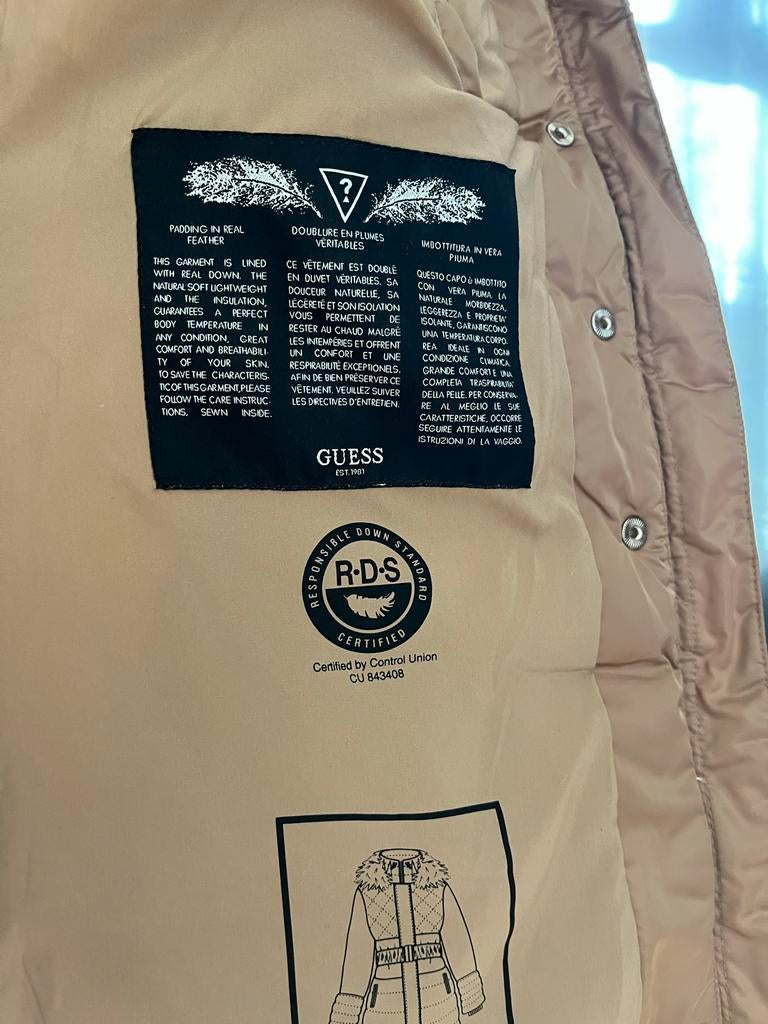 ?
PADDING IN REAL
FEATHER
THIS GARMENT IS LINED
WITH REAL DOWN. THE
NATURAL SOFT LIGHTWEIGHT
AND THE INSULATION,
GUARANTEES A PERFECT
BODY TEMPERATURE IN
ANY CONDITION, GREAT
COMFORT AND BREATHABILI-
TY OF YOUR SKIN.
TO SAVE THE CHARACTERIS-
TIC OF THIS GARMENT, PLEASE
FOLLOW THE CARE INSTRUC-
TIONS, SEWN INSIDE.
DOUBLURE EN PLUMES
VÉRITABLES
CE VÊTEMENT EST DOUBLÉ
EN DUVET VÉRITABLES. SA
DOUCEUR NATURELLE, SA
LÉGÈRETÉ ET SON ISOLATION
VOUS PERMETTENT DE
RESTER AU CHAUD MALGRÉ
LES INTEMPÉRIES ET OFFRENT
UN CONFORT ET UNE
RESPIRABILITÉ EXCEPTIONELS.
AFIN DE BIEN PRÉSERVER CE
VÊTEMENT, VEUILLEZ SUIVER
LES DIRECTIVES D'ENTRETIEN.
IMBOTTITURA IN VERA
PIUMA
QUESTO CAPO è IMBOTTITO
CON VERA PIUMA. LA
NATURALE MORBIDEZZA,
LEGGEREZZA E PROPRIETA'
ISOLANTE, GARANTISCONO
UNA TEMPERATURA CORPO-
REA IDEALE IN OGNI
CONDIZIONE CLIMATICA,
GRANDE COMFORT E UNA
COMPLETA TRASPIRABILITA'
DELLA PELLE. PER CONSERVA-
RE AL MEGLIO LE SUE
CARATTERISTICHE, OCCORRE
SEGUIRE ATTENTAMENTE LE
ISTRUZIONI DI LA VAGGIO.
GUESS
EST.1981
RESPONSIBLE DOWN STANDARD
R·D·S
CERTIFIED
Certified by Control Union
CU 843408